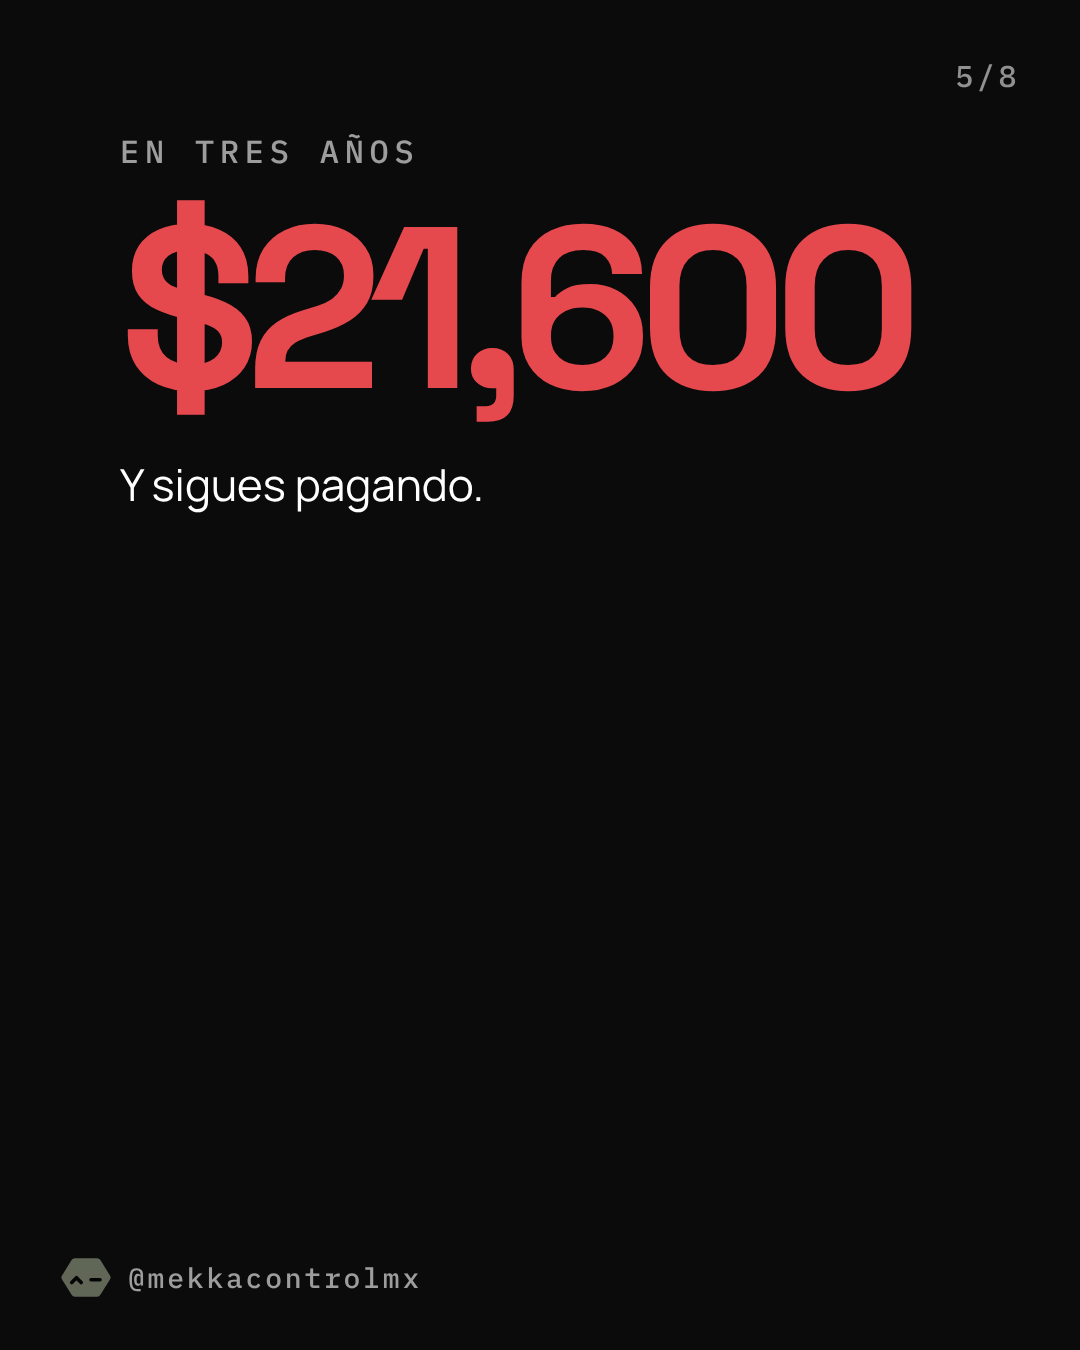 5/8
EN TRES AÑOS
$21,600
Y sigues pagando.
@mekkacontrolmx